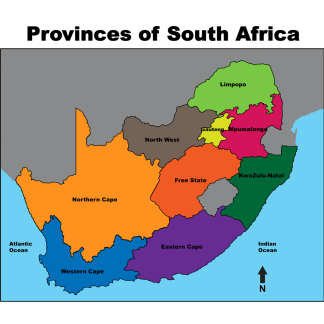 Provinces of South Africa
Limpopo
Gauteng
Mpumalanga
North West
Free State
KwaZulu-Natal
Northern Cape
Atlantic
Ocean
Eastern Cape
Indian
Ocean
Western Cape
N